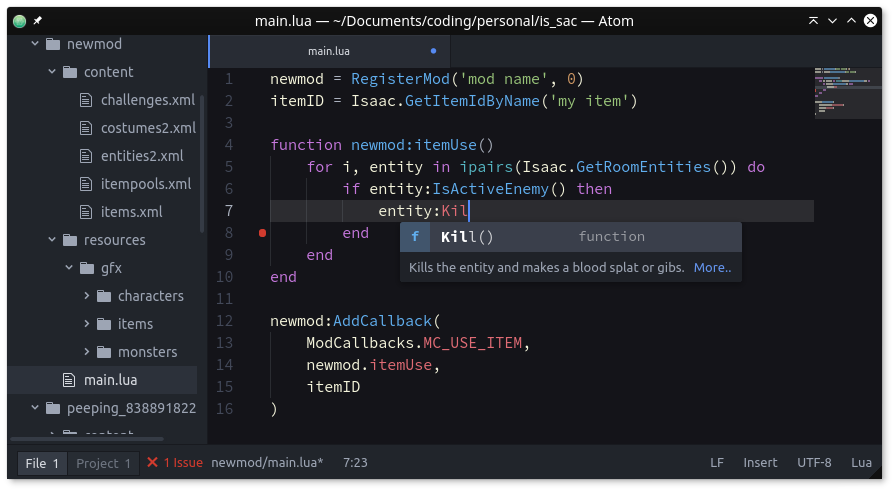 main.lua — ~/Documents/coding/personal/is_sac — Atom
newmod
content
challenges.xml
costumes2.xml
entities2.xml
itempools.xml
items.xml
resources
gfx
characters
items
monsters
main.lua
peeping_838891822
main.lua
1 newmod = RegisterMod('mod name', 0)
2 itemID = Isaac.GetItemIdByName('my item')
3
4 function newmod:itemUse()
5     for i, entity in ipairs(Isaac.GetRoomEntities()) do
6         if entity:IsActiveEnemy() then
7             entity:Kil
8         end
9     end
10 end
11
12 newmod:AddCallback(
13     ModCallbacks.MC_USE_ITEM,
14     newmod.itemUse,
15     itemID
16 )
f Kill() function
Kills the entity and makes a blood splat or gibs. More..
File 1 Project 1 1 Issue newmod/main.lua* 7:23 LF Insert UTF-8 Lua